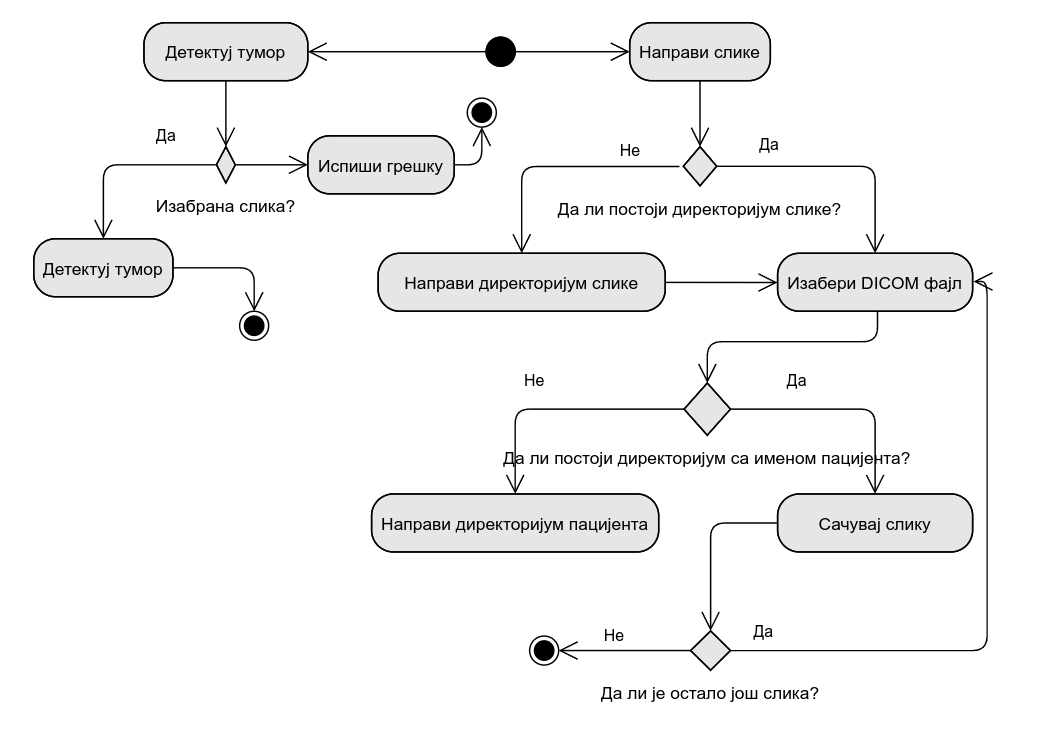 Детектуј тумор
Направи слике
Да
Испиши грешку
Изабрана слика?
Детектуј тумор
Не
Да
Да ли постоји директоријум слике?
Направи директоријум слике
Изабери DICOM фајл
Не
Да
Да ли постоји директоријум са именом пацијента?
Направи директоријум пацијента
Сачувај слику
Не
Да
Да ли је остало још слика?